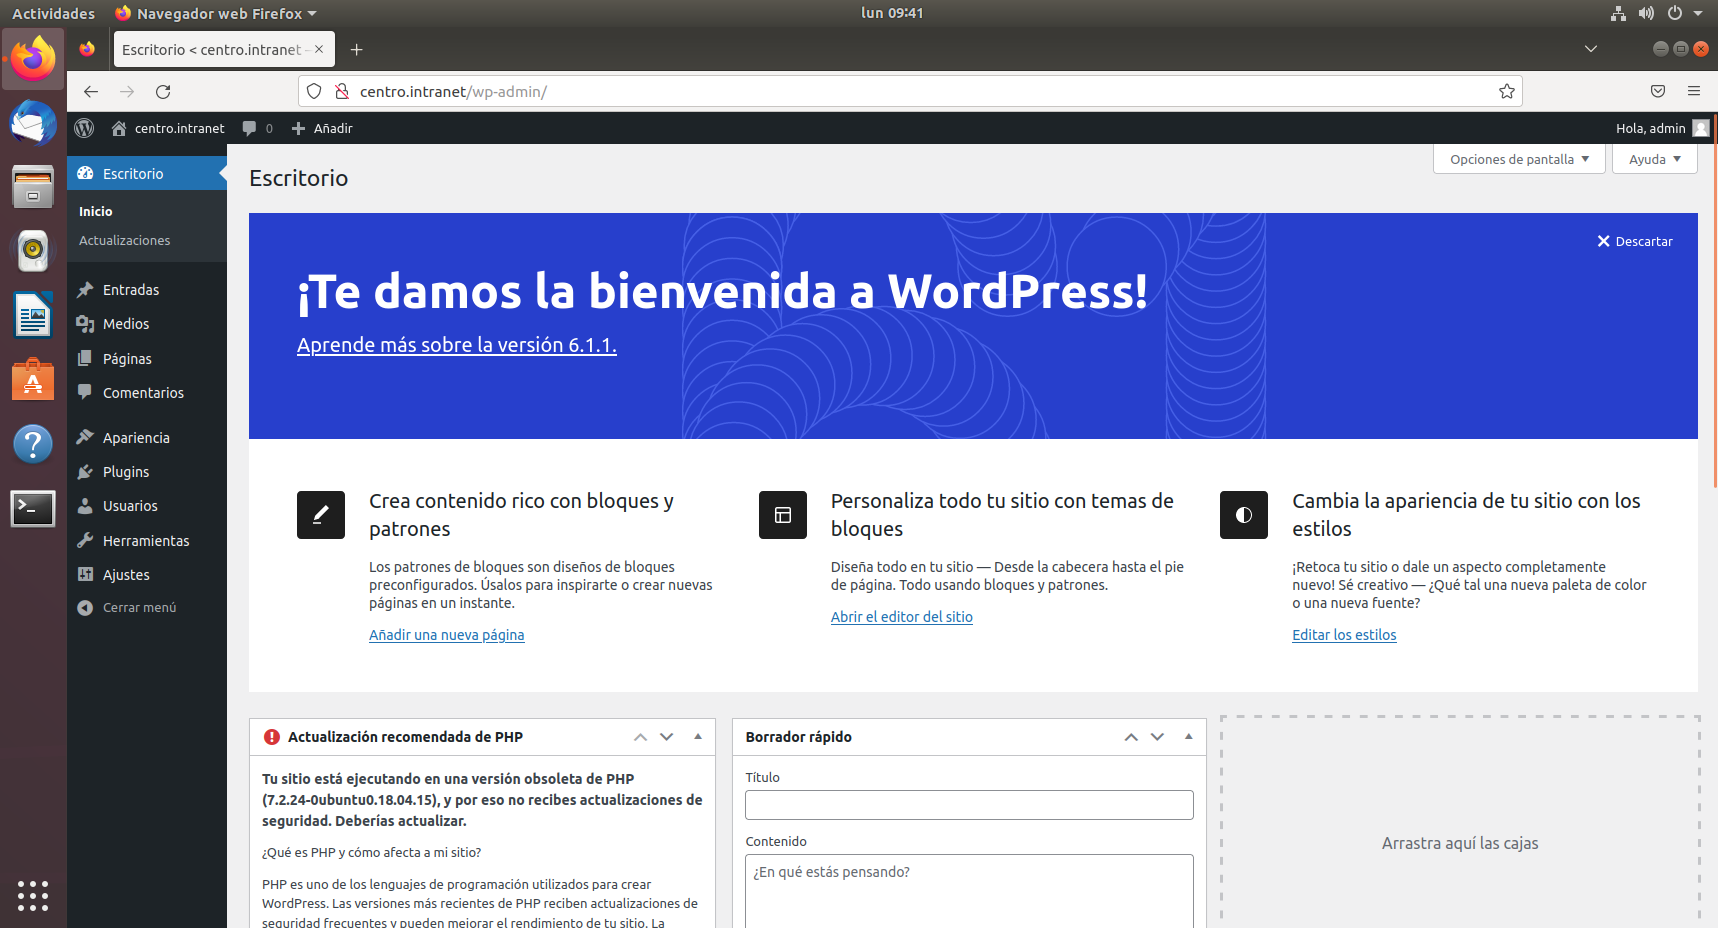 Actividades
Navegador web Firefox
lun 09:41
Escritorio < centro.intranet
centro.intranet/wp-admin/
centro.intranet
0
Añadir
Hola, admin
Escritorio
Inicio
Actualizaciones
Entradas
Medios
Páginas
Comentarios
Apariencia
Plugins
Usuarios
Herramientas
Ajustes
Cerrar menú
Escritorio
Opciones de pantalla
Ayuda
Descartar
¡Te damos la bienvenida a WordPress!
Aprende más sobre la versión 6.1.1.
Crea contenido rico con bloques y
patrones
Los patrones de bloques son diseños de bloques
preconfigurados. Úsalos para inspirarte o crear nuevas
páginas en un instante.
Añadir una nueva página
Personaliza todo tu sitio con temas de
bloques
Diseña todo en tu sitio — Desde la cabecera hasta el pie
de página. Todo usando bloques y patrones.
Abrir el editor del sitio
Cambia la apariencia de tu sitio con los
estilos
¡Retoca tu sitio o dale un aspecto completamente
nuevo! Sé creativo — ¿Qué tal una nueva paleta de color
o una nueva fuente?
Editar los estilos
Actualización recomendada de PHP
Tu sitio está ejecutando en una versión obsoleta de PHP
(7.2.24-0ubuntu0.18.04.15), y por eso no recibes actualizaciones de
seguridad. Deberías actualizar.
¿Qué es PHP y cómo afecta a mi sitio?
PHP es uno de los lenguajes de programación utilizados para crear
WordPress. Las versiones más recientes de PHP reciben actualizaciones de
seguridad frecuentes y pueden mejorar el rendimiento de tu sitio. La
Borrador rápido
Título
Contenido
¿En qué estás pensando?
Arrastra aquí las cajas